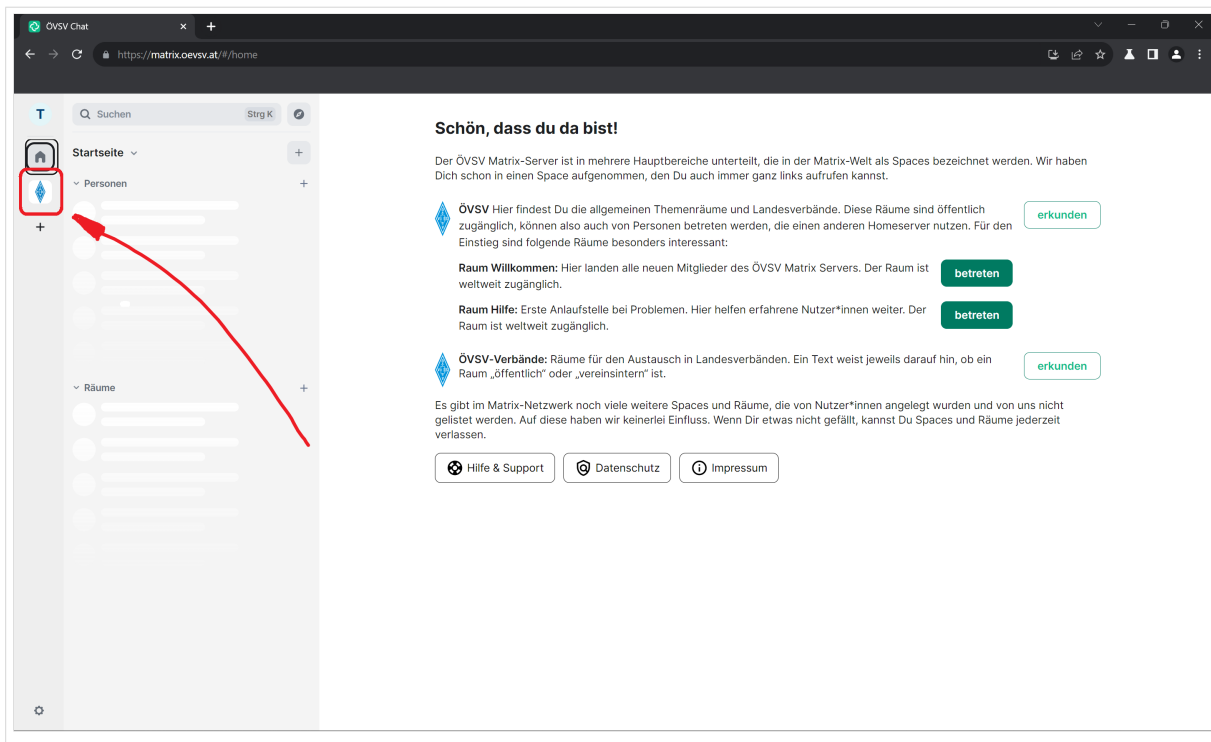 ÖVSV Chat
https://matrix.oevsv.at/#/home
T
Suchen Strg K
Startseite
Personen
Räume
Schön, dass du da bist!
Der ÖVSV Matrix-Server ist in mehrere Hauptbereiche unterteilt, die in der Matrix-Welt als Spaces bezeichnet werden. Wir haben
Dich schon in einen Space aufgenommen, den Du auch immer ganz links aufrufen kannst.
ÖVSV Hier findest Du die allgemeinen Themenräume und Landesverbände. Diese Räume sind öffentlich
zugänglich, können also auch von Personen betreten werden, die einen anderen Homeserver nutzen. Für den
Einstieg sind folgende Räume besonders interessant:
erkunden
Raum Willkommen: Hier landen alle neuen Mitglieder des ÖVSV Matrix Servers. Der Raum ist
weltweit zugänglich.
betreten
Raum Hilfe: Erste Anlaufstelle bei Problemen. Hier helfen erfahrene Nutzer*innen weiter. Der
Raum ist weltweit zugänglich.
betreten
ÖVSV-Verbände: Räume für den Austausch in Landesverbänden. Ein Text weist jeweils darauf hin, ob ein
Raum „öffentlich" oder „vereinsintern" ist.
erkunden
Es gibt im Matrix-Netzwerk noch viele weitere Spaces und Räume, die von Nutzer*innen angelegt wurden und von uns nicht
gelistet werden. Auf diese haben wir keinerlei Einfluss. Wenn Dir etwas nicht gefällt, kannst Du Spaces und Räume jederzeit
verlassen.
Hilfe & Support
Datenschutz
Impressum